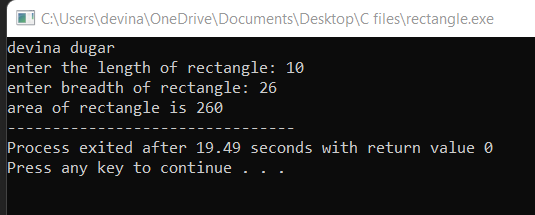 C:\Users\devina\OneDrive\Documents\Desktop\C files\rectangle.exe
devina dugar
enter the length of rectangle: 10
enter breadth of rectangle: 26
area of rectangle is 260
--------------------------------
Process exited after 19.49 seconds with return value 0
Press any key to continue . . .